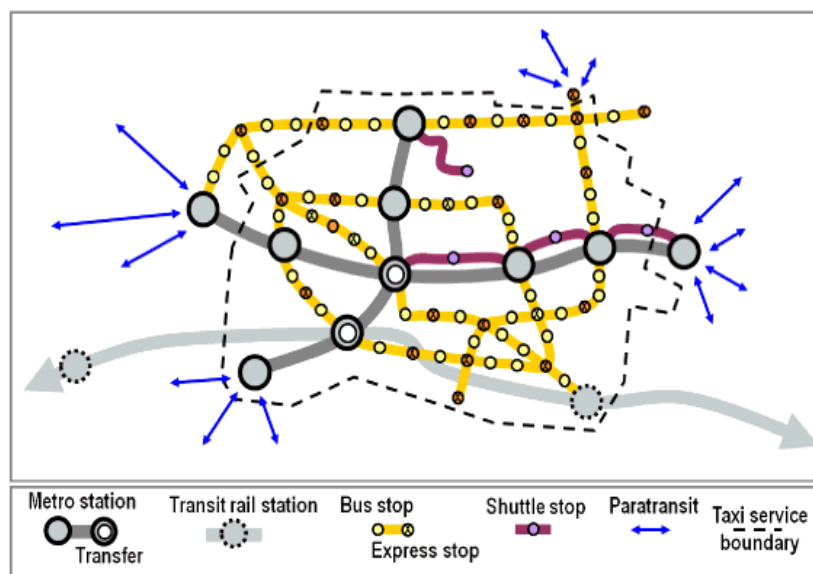 Metro station
Transfer
Transit rail station
Bus stop
Express stop
Shuttle stop
Paratransit
Taxi service
boundary